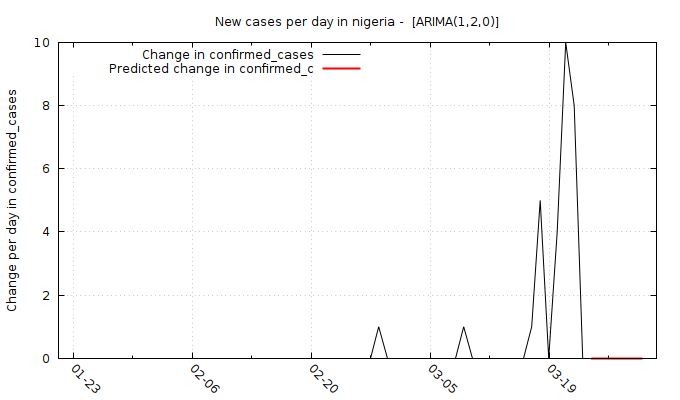 New cases per day in nigeria -  [ARIMA(1,2,0)]
Change in confirmed_cases
Predicted change in confirmed_c
Change per day in confirmed_cases
10
8
6
4
2
0
01-23
02-06
02-20
03-05
03-19